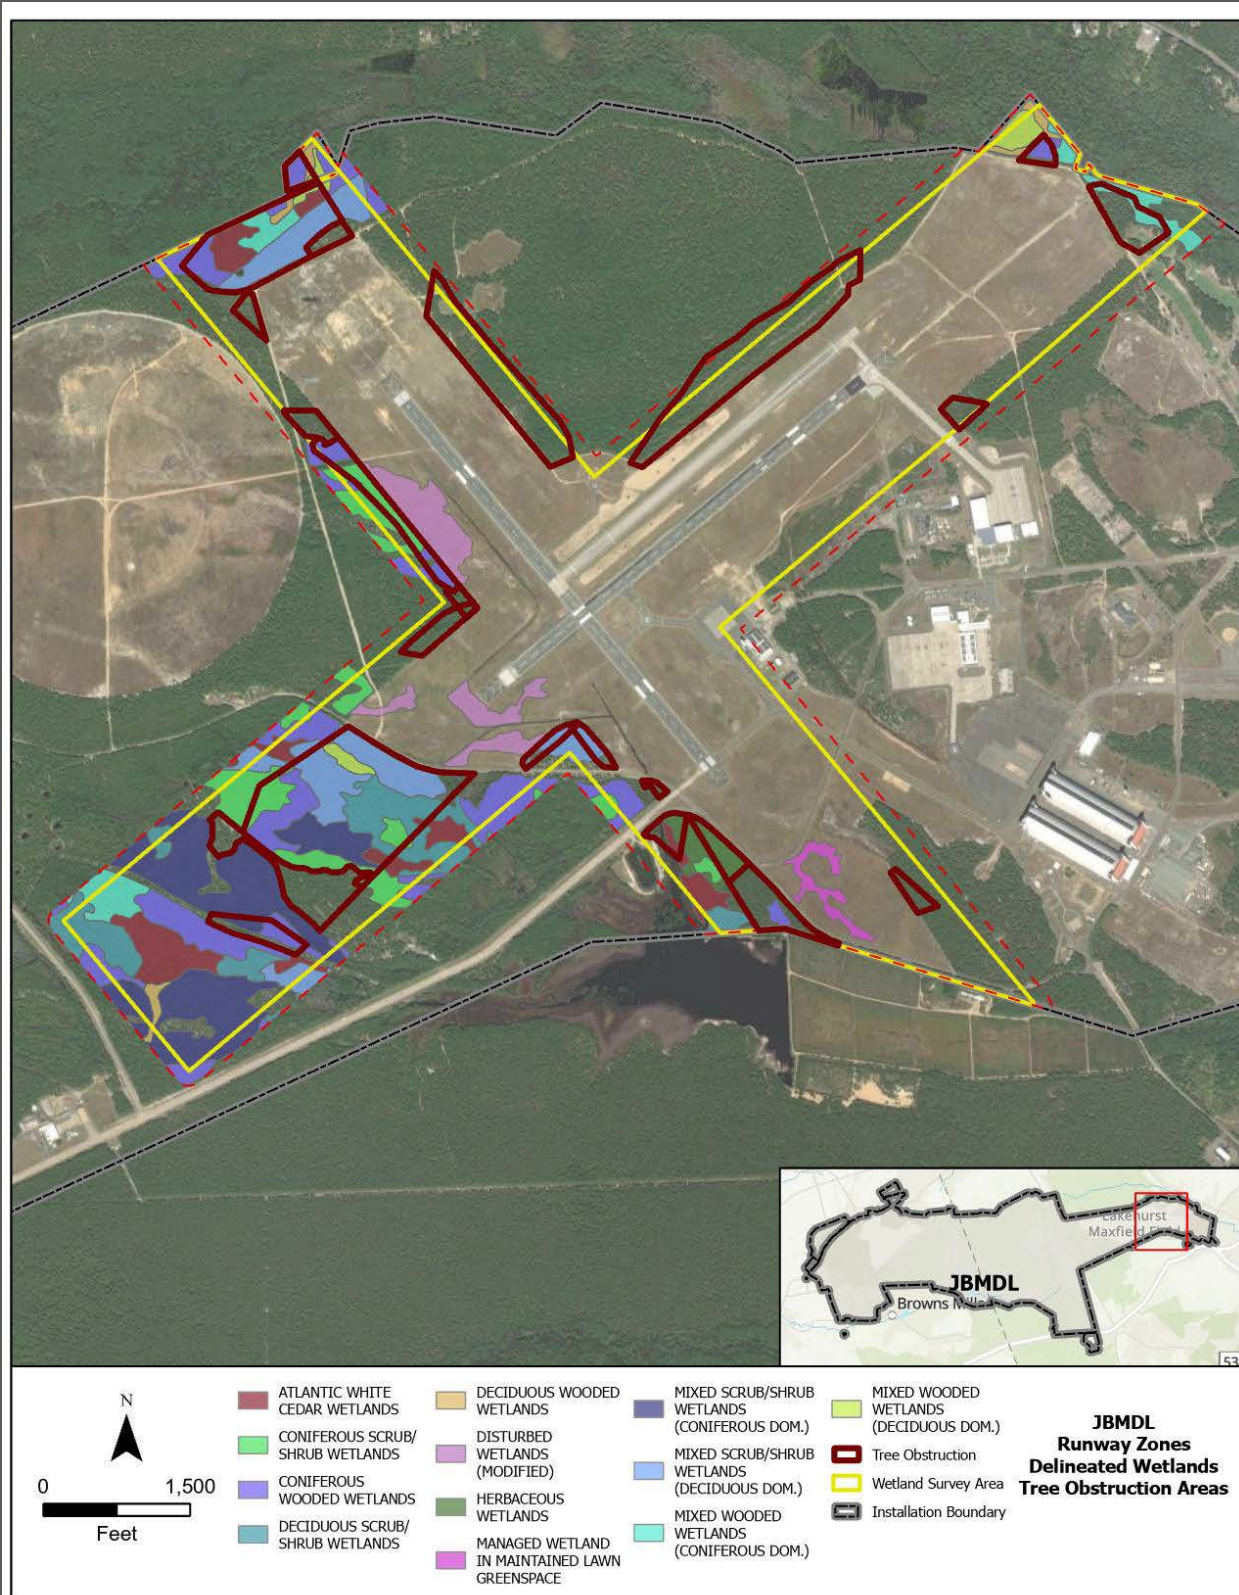 Lakehurst
Maxfield Field
JBMDL
Browns Mills
53
N
0 1,500
Feet
ATLANTIC WHITE
CEDAR WETLANDS
CONIFEROUS SCRUB/
SHRUB WETLANDS
CONIFEROUS
WOODED WETLANDS
DECIDUOUS SCRUB/
SHRUB WETLANDS
DECIDUOUS WOODED
WETLANDS
DISTURBED
WETLANDS
(MODIFIED)
HERBACEOUS
WETLANDS
MANAGED WETLAND
IN MAINTAINED LAWN
GREENSPACE
MIXED SCRUB/SHRUB
WETLANDS
(CONIFEROUS DOM.)
MIXED SCRUB/SHRUB
WETLANDS
(DECIDUOUS DOM.)
MIXED WOODED
WETLANDS
(CONIFEROUS DOM.)
MIXED WOODED
WETLANDS
(DECIDUOUS DOM.)
Tree Obstruction
Wetland Survey Area
Installation Boundary
JBMDL
Runway Zones
Delineated Wetlands
Tree Obstruction Areas